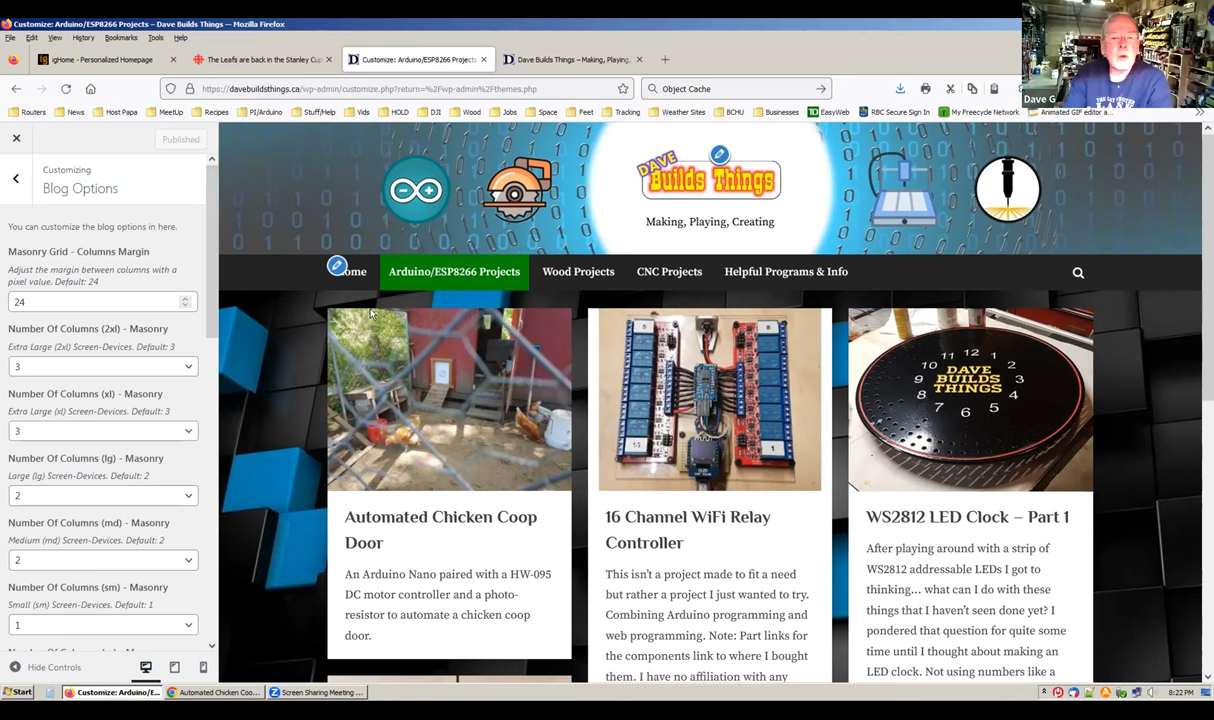 Customize: Arduino/ESP8266 Projects – Dave Builds Things — Mozilla Firefox
File Edit View History Bookmarks Tools Help
igHome - Personalized Homepage
The Leafs are back in the Stanley Cup
Customize: Arduino/ESP8266 Projects
Dave Builds Things – Making, Playing,
https://davebuildsthings.ca/wp-admin/customize.php?return=%2Fwp-admin%2Fthemes.php
Object Cache
Routers News Host Papa MeetUp Recipes PI/Arduino Stuff/Help Vids HOLD DJI Wood Jobs Space Feet Tracking Weather Sites BCHU Businesses EasyWeb RBC Secure Sign In My Freecycle Network Animated GIF editor a...
Dave G
Published
Customizing
Blog Options
You can customize the blog options in here.
Masonry Grid - Columns Margin
Adjust the margin between columns with a
pixel value. Default: 24
24
Number Of Columns (2xl) - Masonry
Extra Large (2xl) Screen-Devices. Default: 3
3
Number Of Columns (xl) - Masonry
Extra Large (xl) Screen-Devices. Default: 3
3
Number Of Columns (lg) - Masonry
Large (lg) Screen-Devices. Default: 2
2
Number Of Columns (md) - Masonry
Medium (md) Screen-Devices. Default: 2
2
Number Of Columns (sm) - Masonry
Small (sm) Screen-Devices. Default: 1
1
Hide Controls
DAVE
Builds Things
Making, Playing, Creating
Home
Arduino/ESP8266 Projects
Wood Projects
CNC Projects
Helpful Programs & Info
DAVE
BUILDS
THINGS
12 1 2 3 4 5 6 7 8 9 10 11
Automated Chicken Coop
Door
An Arduino Nano paired with a HW-095
DC motor controller and a photo-
resistor to automate a chicken coop
door.
16 Channel WiFi Relay
Controller
This isn't a project made to fit a need
but rather a project I just wanted to try.
Combining Arduino programming and
web programming. Note: Part links for
the components link to where I bought
them. I have no affiliation with any
WS2812 LED Clock – Part 1
After playing around with a strip of
WS2812 addressable LEDs I got to
thinking... what can I do with these
things that I haven't seen done yet? I
pondered that question for quite some
time until I thought about making an
LED clock. Not using numbers like a
Start
Customize: Arduino/E...
Automated Chicken Coo...
Screen Sharing Meeting ...
8:22 PM